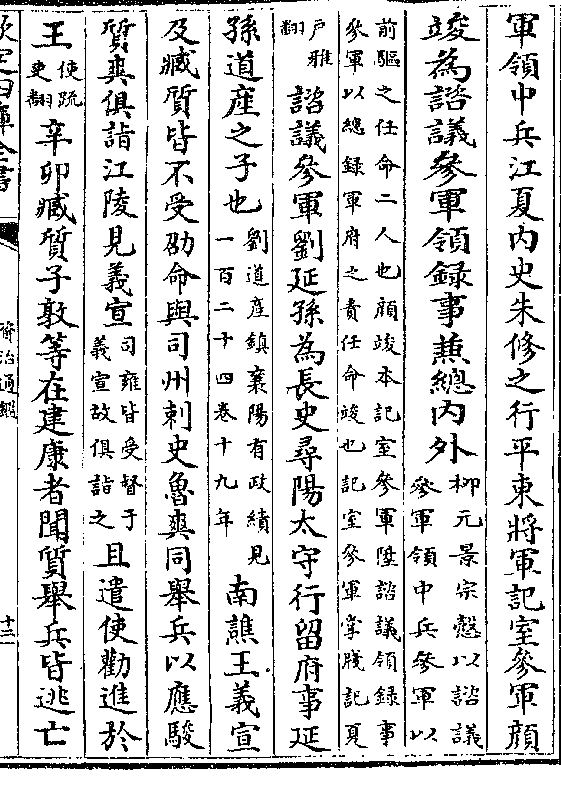 軍領中兵江夏内史朱修之行平東將軍記室參軍顔
竣為諮議參軍領録事兼總内外
柳元景宗慤以諮議
參軍領中兵參軍以
前驅之任命二人也顔竣本記室參軍陞諮議領録事
參軍以總録軍府之責任命竣也記室參軍掌牋記夏
戶雅
翻
諮議參軍劉延孫為長史尋陽太守行留府事延
孫道產之子也
劉道產鎮襄陽有政績見
一百二十四卷十九年
南譙王義宣
及臧質皆不受劭命與司州刺史魯爽同舉兵以應駿
質爽俱詣江陵見義宣
司雍皆受督于
義宣故俱詣之
且遣使勸進於
王
使疏
吏翻
辛卯臧質子敦等在建康者聞質舉兵皆逃亡
欽定四庫全書
資治通鑑